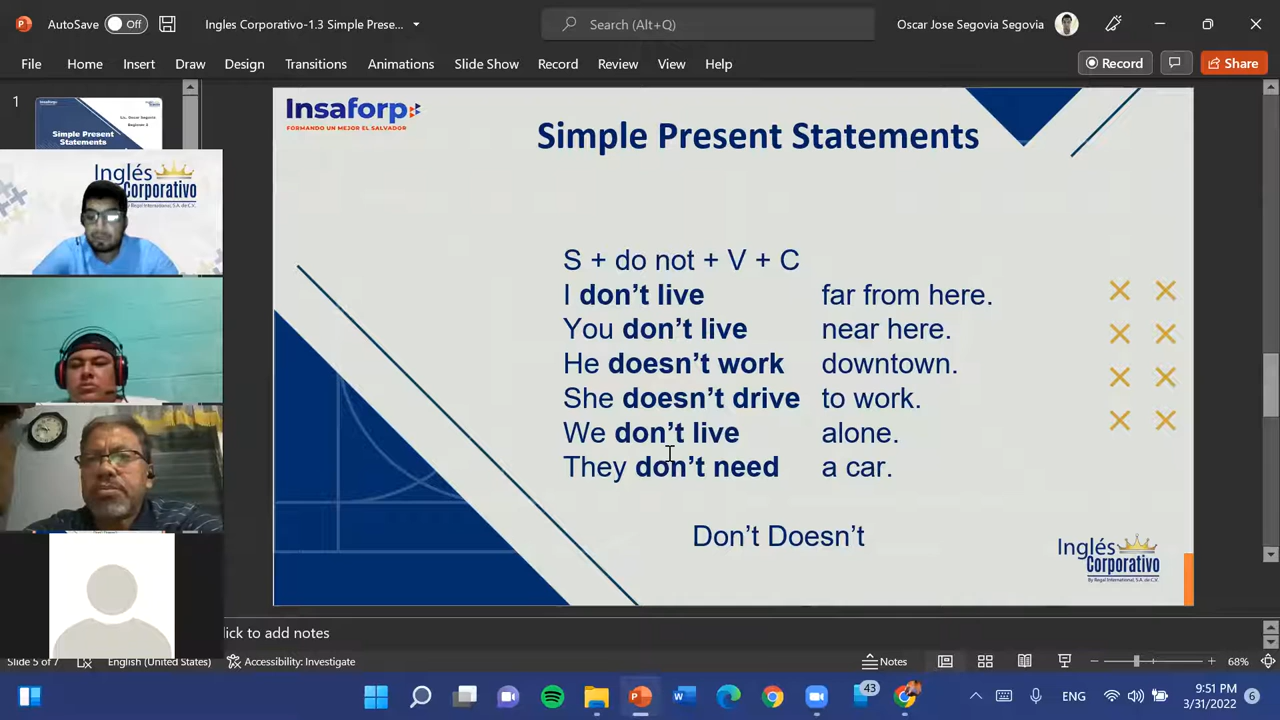 AutoSave Off Ingles Corporativo-1.3 Simple Prese... Search (Alt+Q) Oscar Jose Segovia Segovia
File Home Insert Draw Design Transitions Animations Slide Show Record Review View Help Record Share
1
Simple Present
Statements
Inglés
Corporativo
Insaforp
FORMANDO UN MEJOR EL SALVADOR
Simple Present Statements
S + do not + V + C
I don’t live far from here.
You don’t live near here.
He doesn’t work downtown.
She doesn’t drive to work.
We don’t live alone.
They don’t need a car.
Don’t Doesn’t
Inglés
Corporativo
By Regal International, S.A. de C.V.
lick to add notes
Slide 5 of 7 English (United States) Accessibility: Investigate Notes 68%
43 ENG 9:51 PM
3/31/2022 6